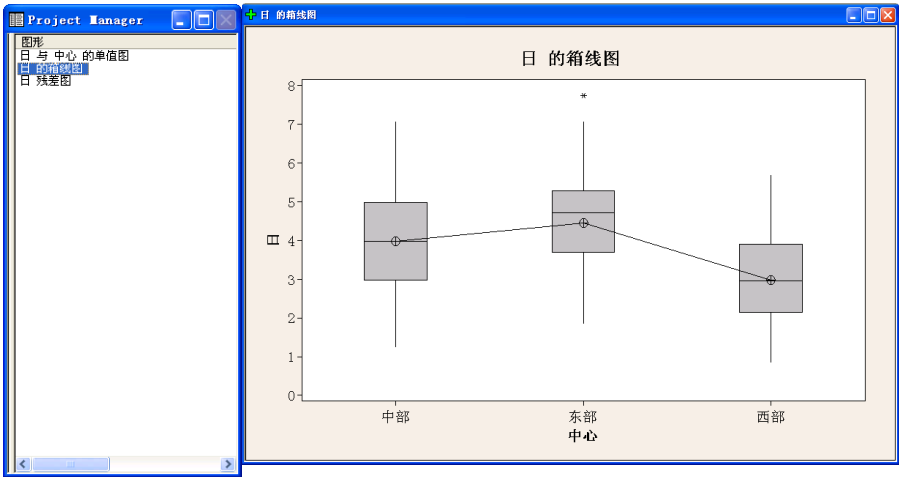 Project Manager
图形
日 与 中心 的单值图
日 的箱线图
日 残差图
日 的箱线图
日 的箱线图
8
7
6
5
4
3
2
1
0
日
中部
东部
西部
中心